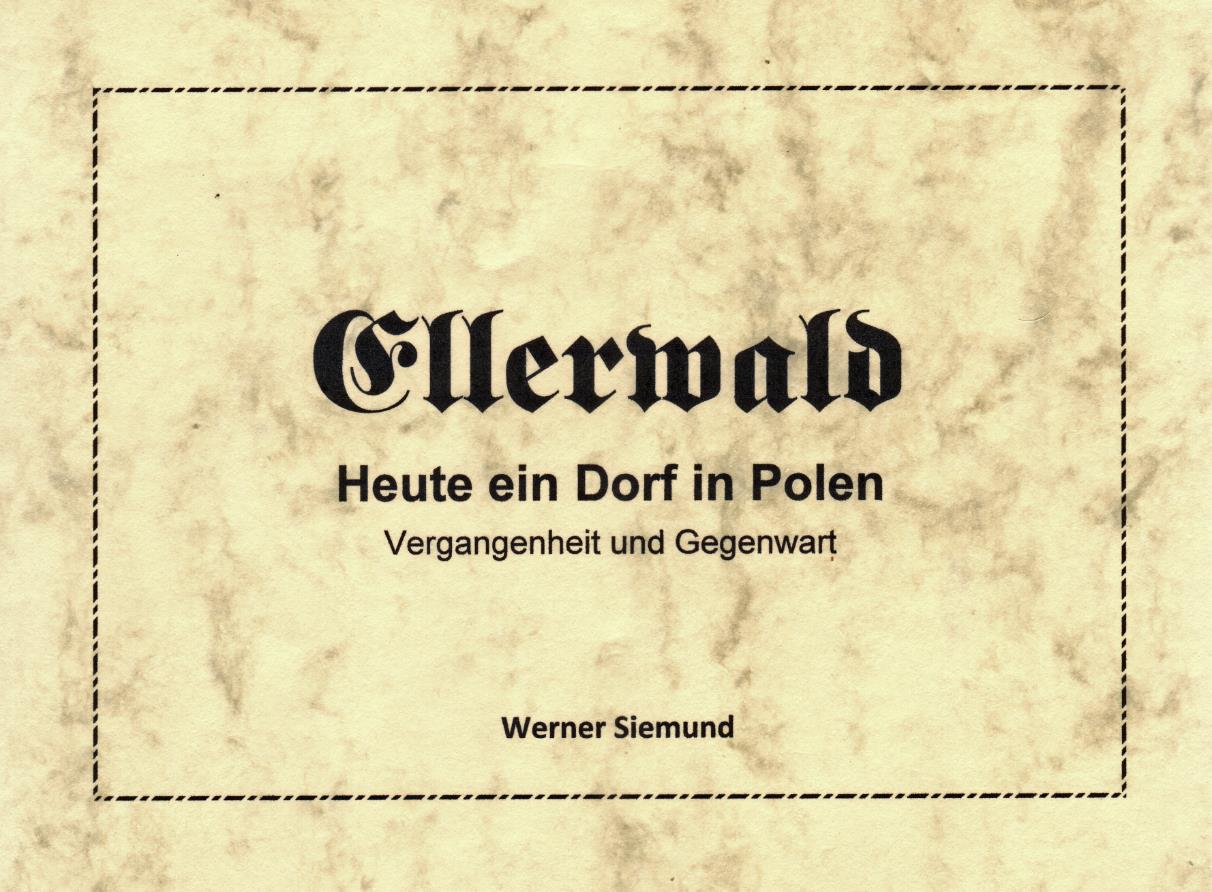 Ellerwald
Heute ein Dorf in Polen
Vergangenheit und Gegenwart
Werner Siemund